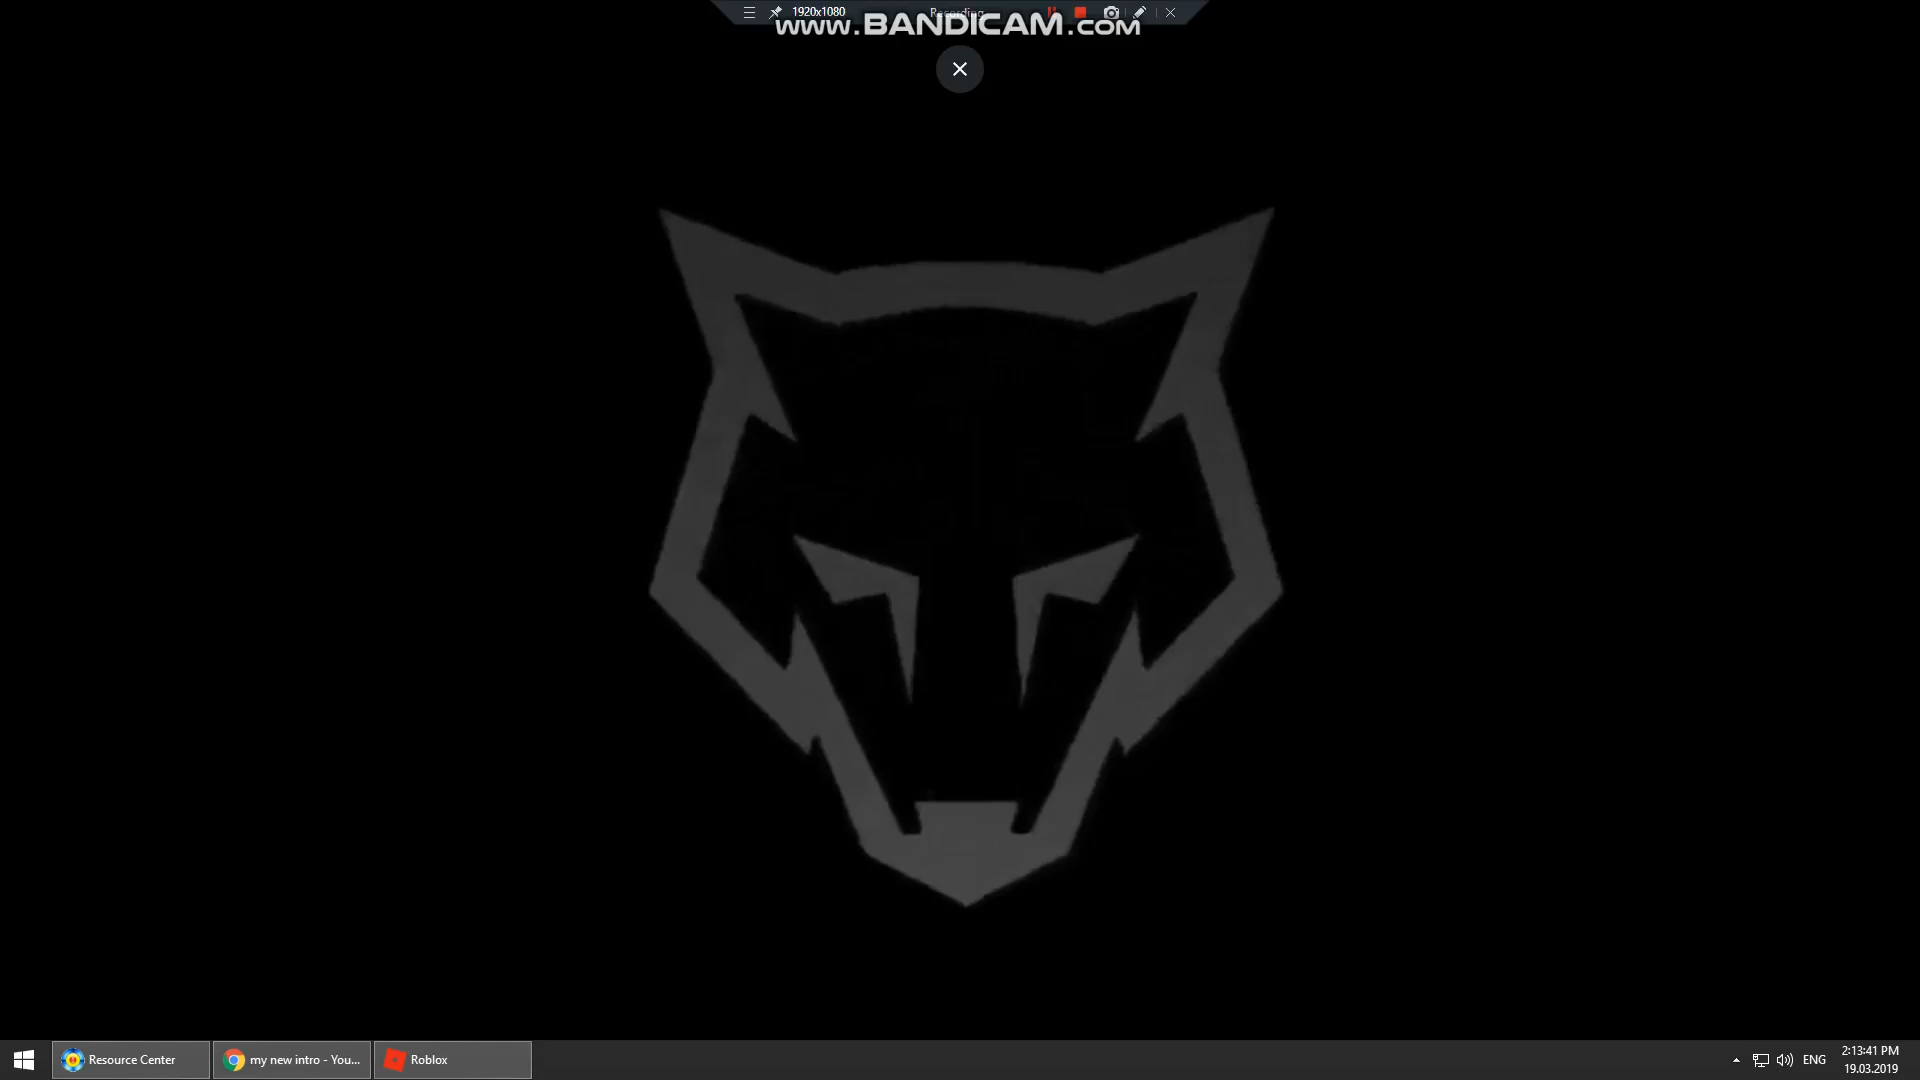 1920x1080
Recording
www.BANDICAM.com
Resource Center
my new intro - You...
Roblox
ENG
2:13:41 PM
19.03.2019